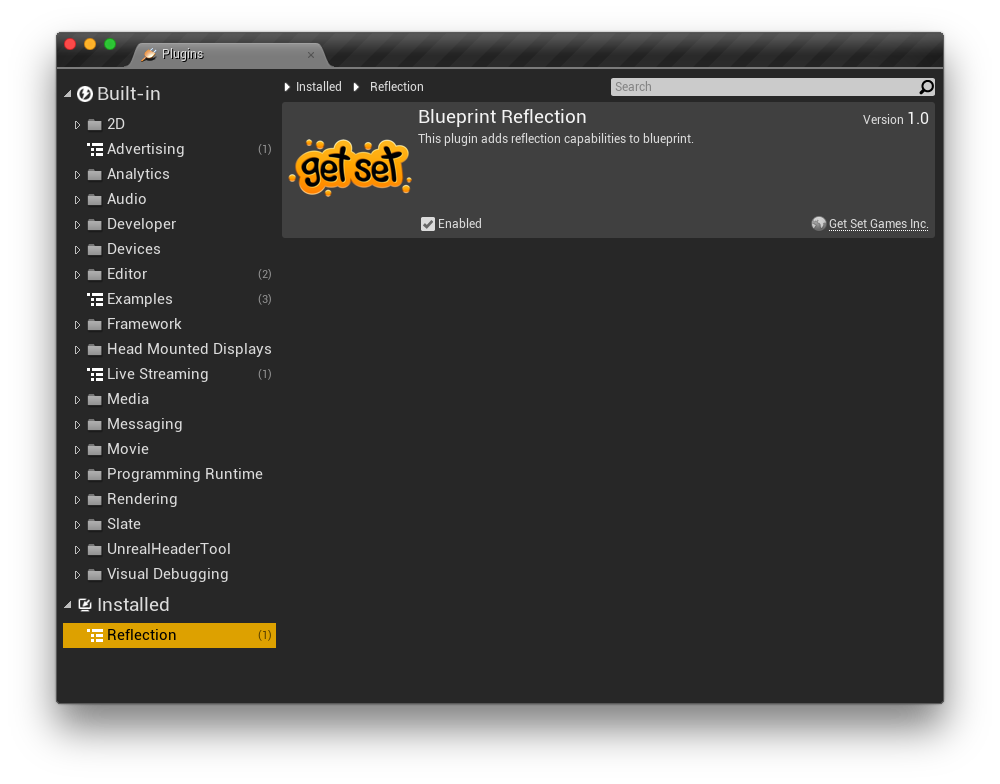 Plugins
Built-in
2D
Advertising (1)
Analytics
Audio
Developer
Devices
Editor (2)
Examples (3)
Framework
Head Mounted Displays
Live Streaming (1)
Media
Messaging
Movie
Programming Runtime
Rendering
Slate
UnrealHeaderTool
Visual Debugging
Installed
Reflection (1)
Installed Reflection
Search
Blueprint Reflection
Version 1.0
This plugin adds reflection capabilities to blueprint.
get set
Enabled
Get Set Games Inc.